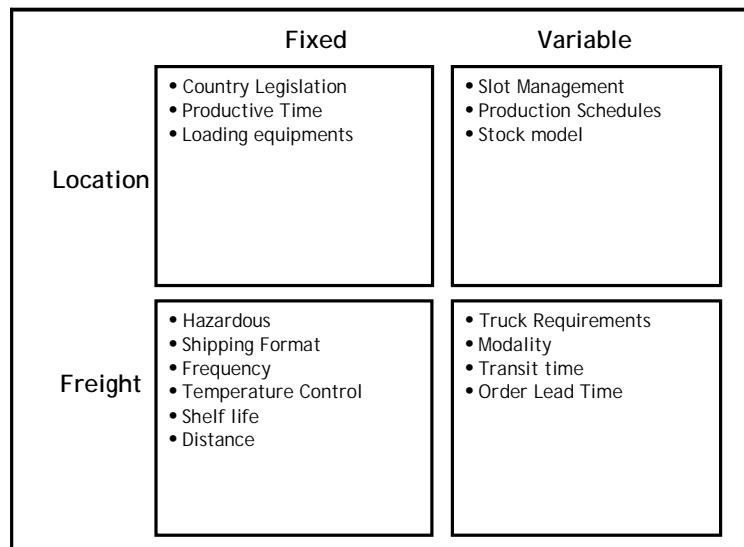 Fixed
Variable
Location
• Country Legislation
• Productive Time
• Loading equipments
• Slot Management
• Production Schedules
• Stock model
Freight
• Hazardous
• Shipping Format
• Frequency
• Temperature Control
• Shelf life
• Distance
• Truck Requirements
• Modality
• Transit time
• Order Lead Time